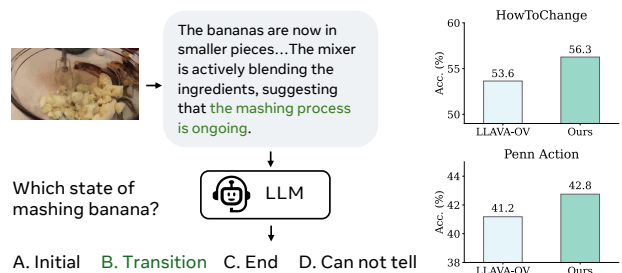 The bananas are now in
smaller pieces...The mixer
is actively blending the
ingredients, suggesting
that the mashing process
is ongoing.
Which state of
mashing banana?
LLM
A. Initial B. Transition C. End D. Can not tell
HowToChange
Acc. (%)
60
55
50
53.6
56.3
LLAVA-OV Ours
Penn Action
Acc. (%)
44
42
40
38
41.2
42.8
LLAVA-OV Ours